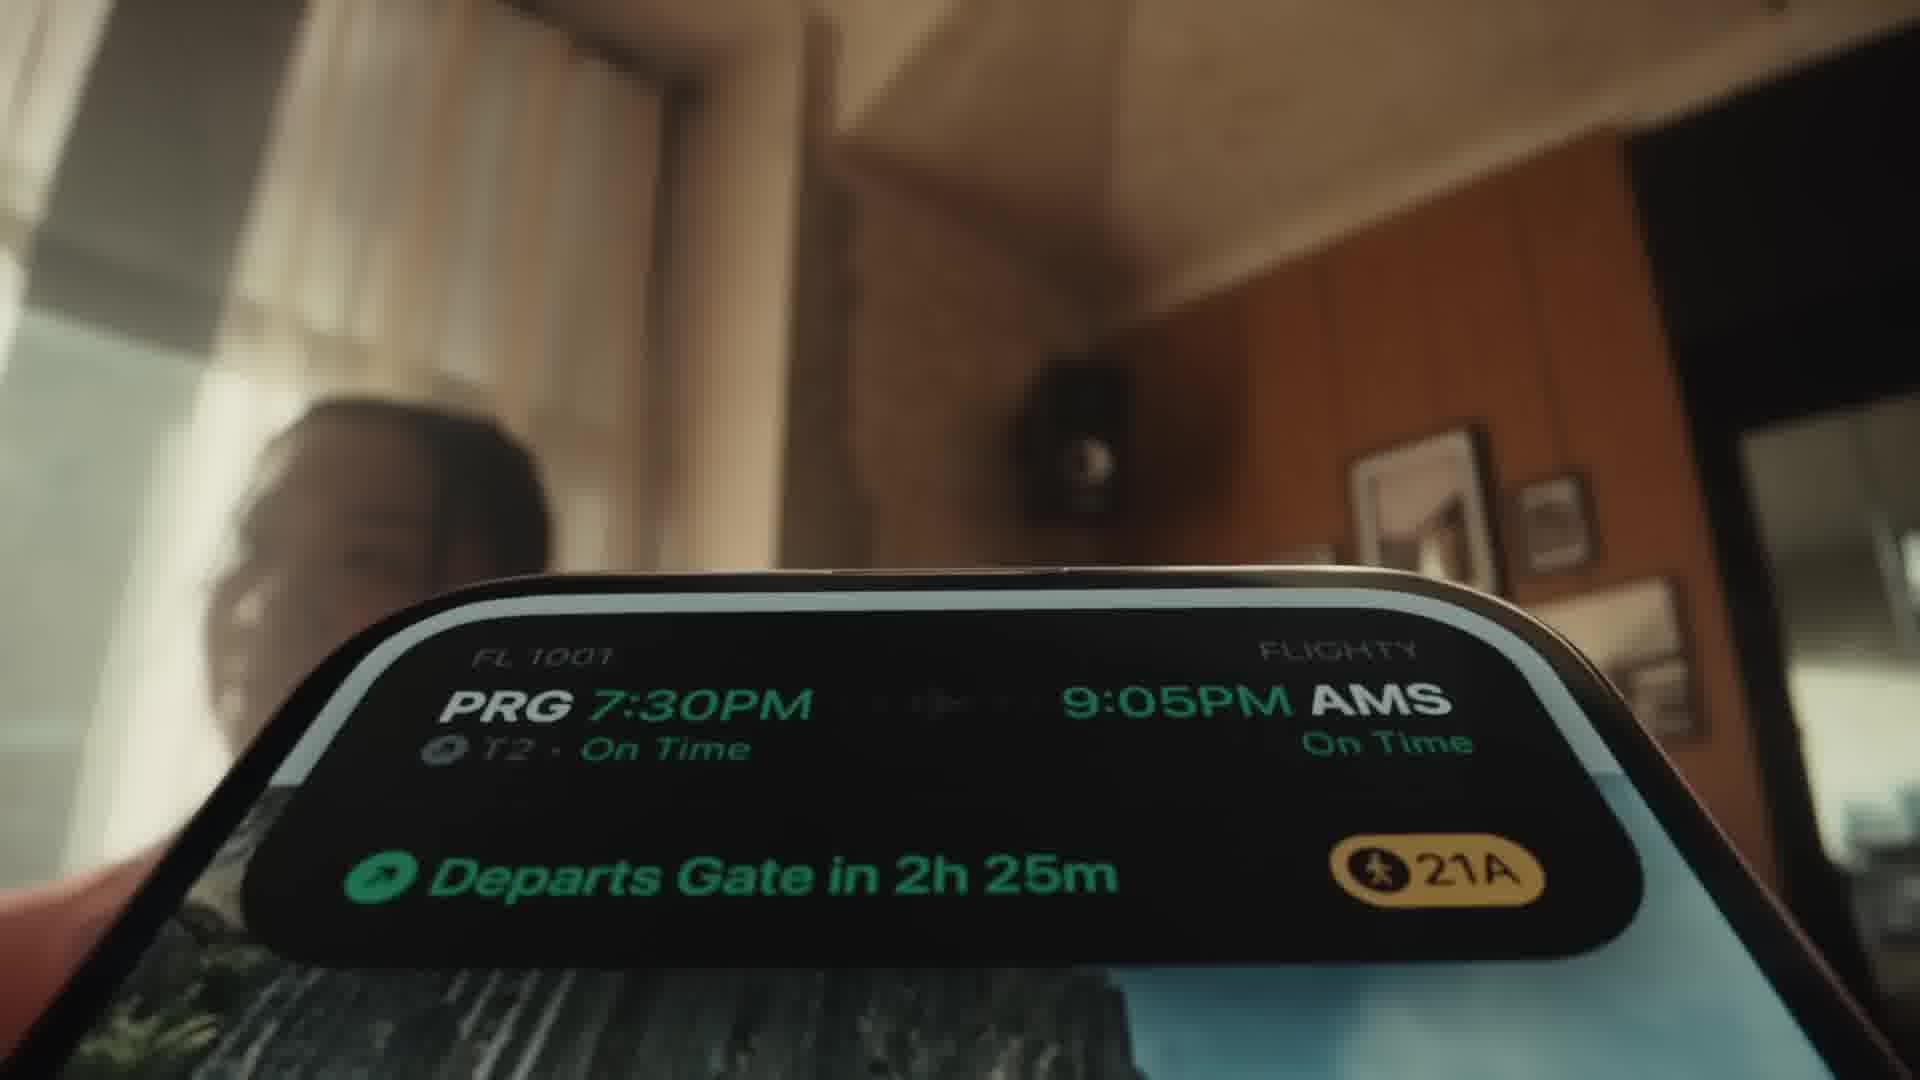 FL 1001
FLIGHTY
PRG 7:30PM
9:05PM AMS
T2 · On Time
On Time
Departs Gate in 2h 25m
21A